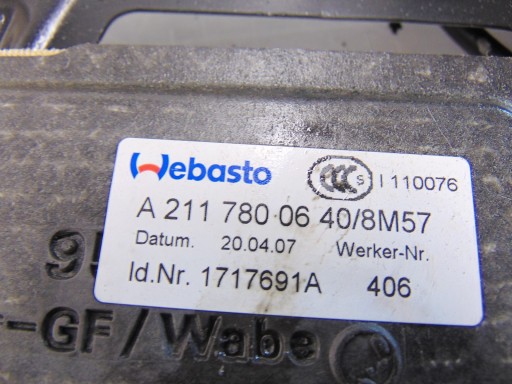 Webasto CCC S I 110076
A 211 780 06 40/8M57
Datum. 20.04.07 Werker-Nr.
Id.Nr. 1717691A 406
-GF/Wabe